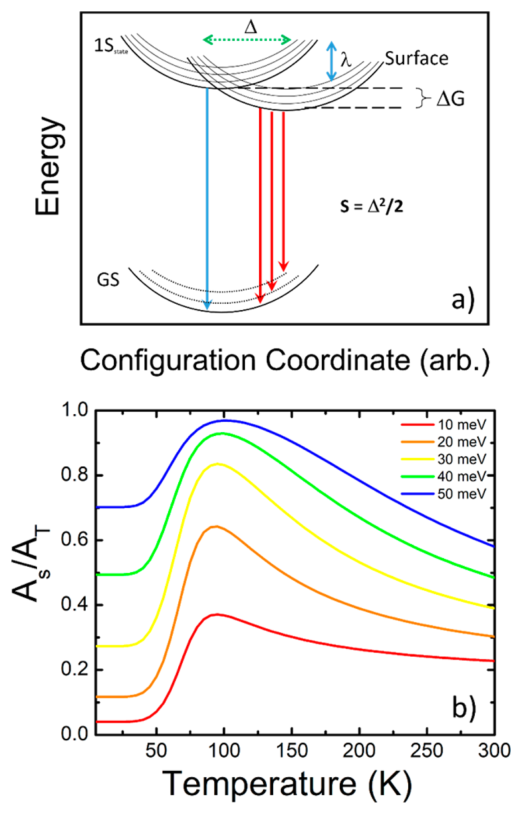 Δ
1S state
λ
Surface
ΔG
Energy
S = Δ²/2
GS
a)
Configuration Coordinate (arb.)
1.0
0.8
0.6
0.4
0.2
0.0
A_S/A_T
10 meV
20 meV
30 meV
40 meV
50 meV
b)
50 100 150 200 250 300
Temperature (K)